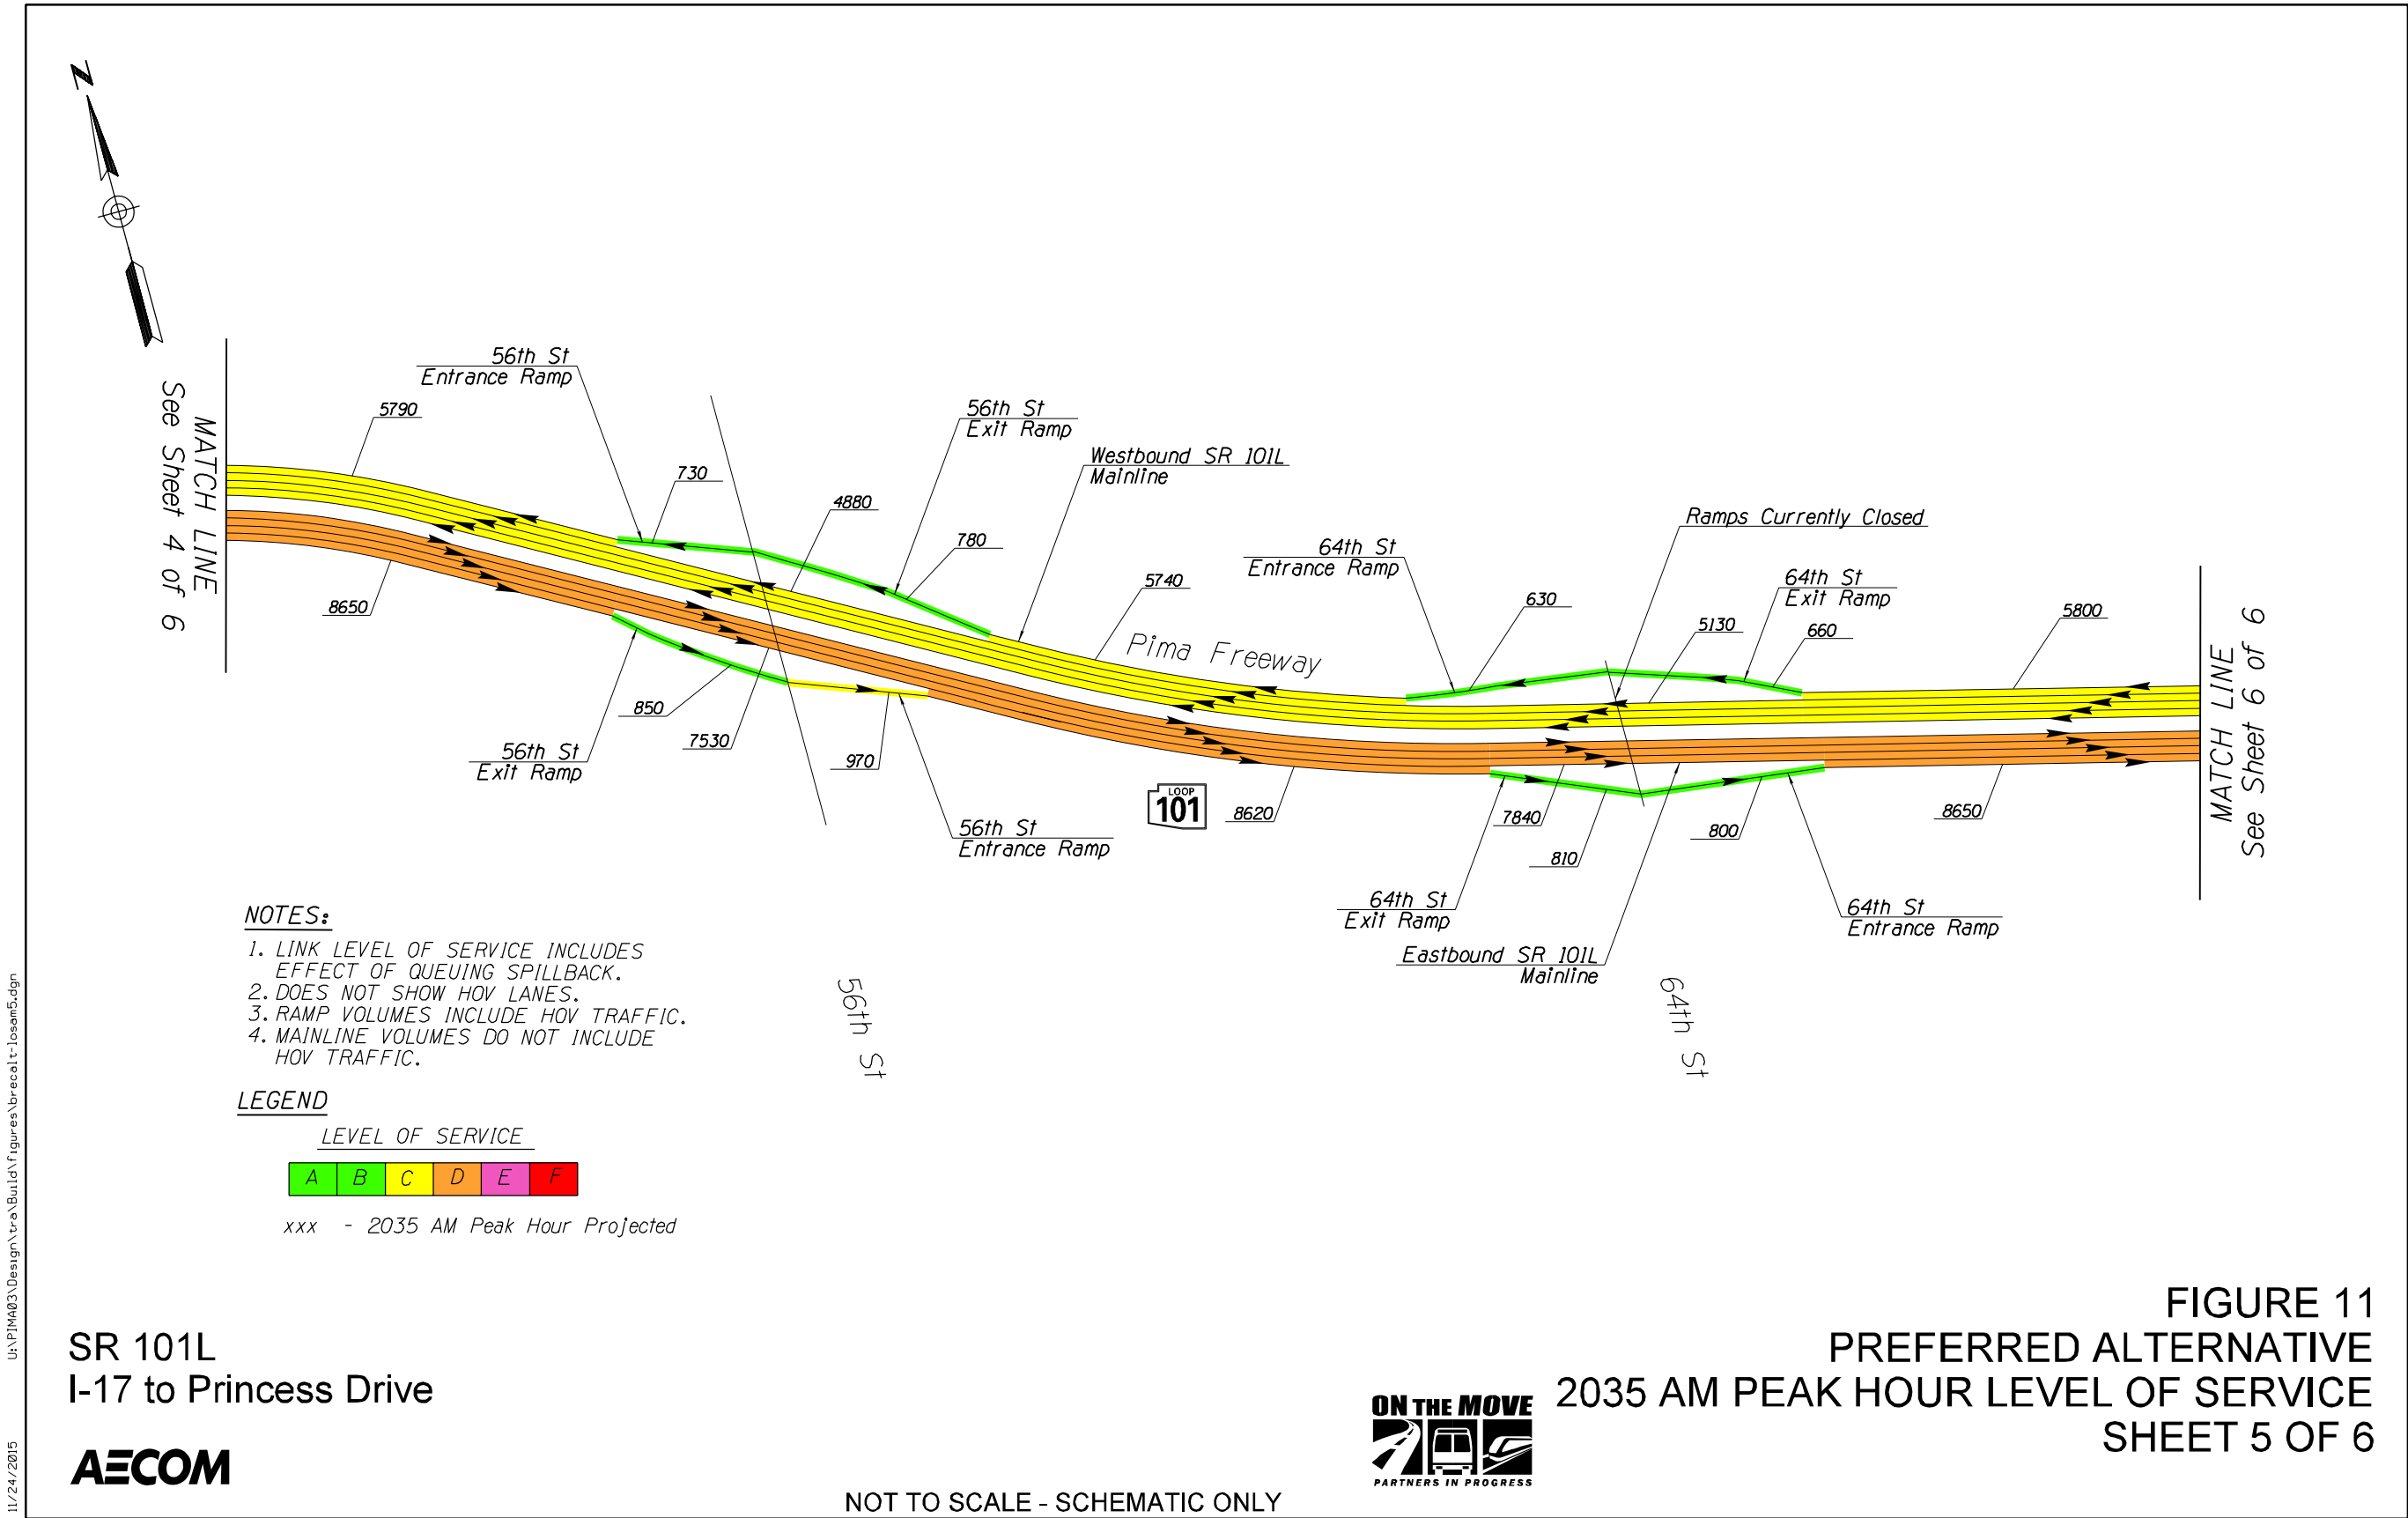 N
MATCH LINE
See Sheet 4 of 6
5790
56th St
Entrance Ramp
730
4880
56th St
Exit Ramp
780
Westbound SR 101L
Mainline
5740
Pima Freeway
64th St
Entrance Ramp
630
Ramps Currently Closed
5130
64th St
Exit Ramp
660
5800
MATCH LINE
See Sheet 6 of 6
8650
56th St
Exit Ramp
850
7530
970
56th St
Entrance Ramp
LOOP
101
8620
7840
810
800
8650
64th St
Exit Ramp
Eastbound SR 101L
Mainline
64th St
Entrance Ramp
56th St
64th St
NOTES:
1. LINK LEVEL OF SERVICE INCLUDES
EFFECT OF QUEUING SPILLBACK.
2. DOES NOT SHOW HOV LANES.
3. RAMP VOLUMES INCLUDE HOV TRAFFIC.
4. MAINLINE VOLUMES DO NOT INCLUDE
HOV TRAFFIC.
LEGEND
LEVEL OF SERVICE
A B C D E F
xxx - 2035 AM Peak Hour Projected
SR 101L
I-17 to Princess Drive
AECOM
NOT TO SCALE - SCHEMATIC ONLY
ON THE MOVE
PARTNERS IN PROGRESS
FIGURE 11
PREFERRED ALTERNATIVE
2035 AM PEAK HOUR LEVEL OF SERVICE
SHEET 5 OF 6
U:\PIMA03\Design\tra\Build\figures\brecalt-losam5.dgn
11/24/2015